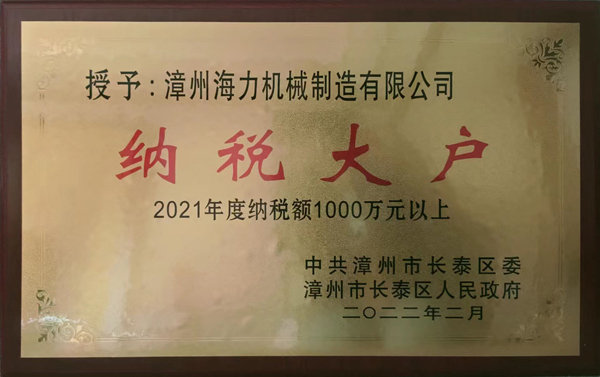 授予:漳州海力机械制造有限公司
纳税大户
2021年度纳税额1000万元以上
中共漳州市长泰区委
漳州市长泰区人民政府
二〇二二年二月